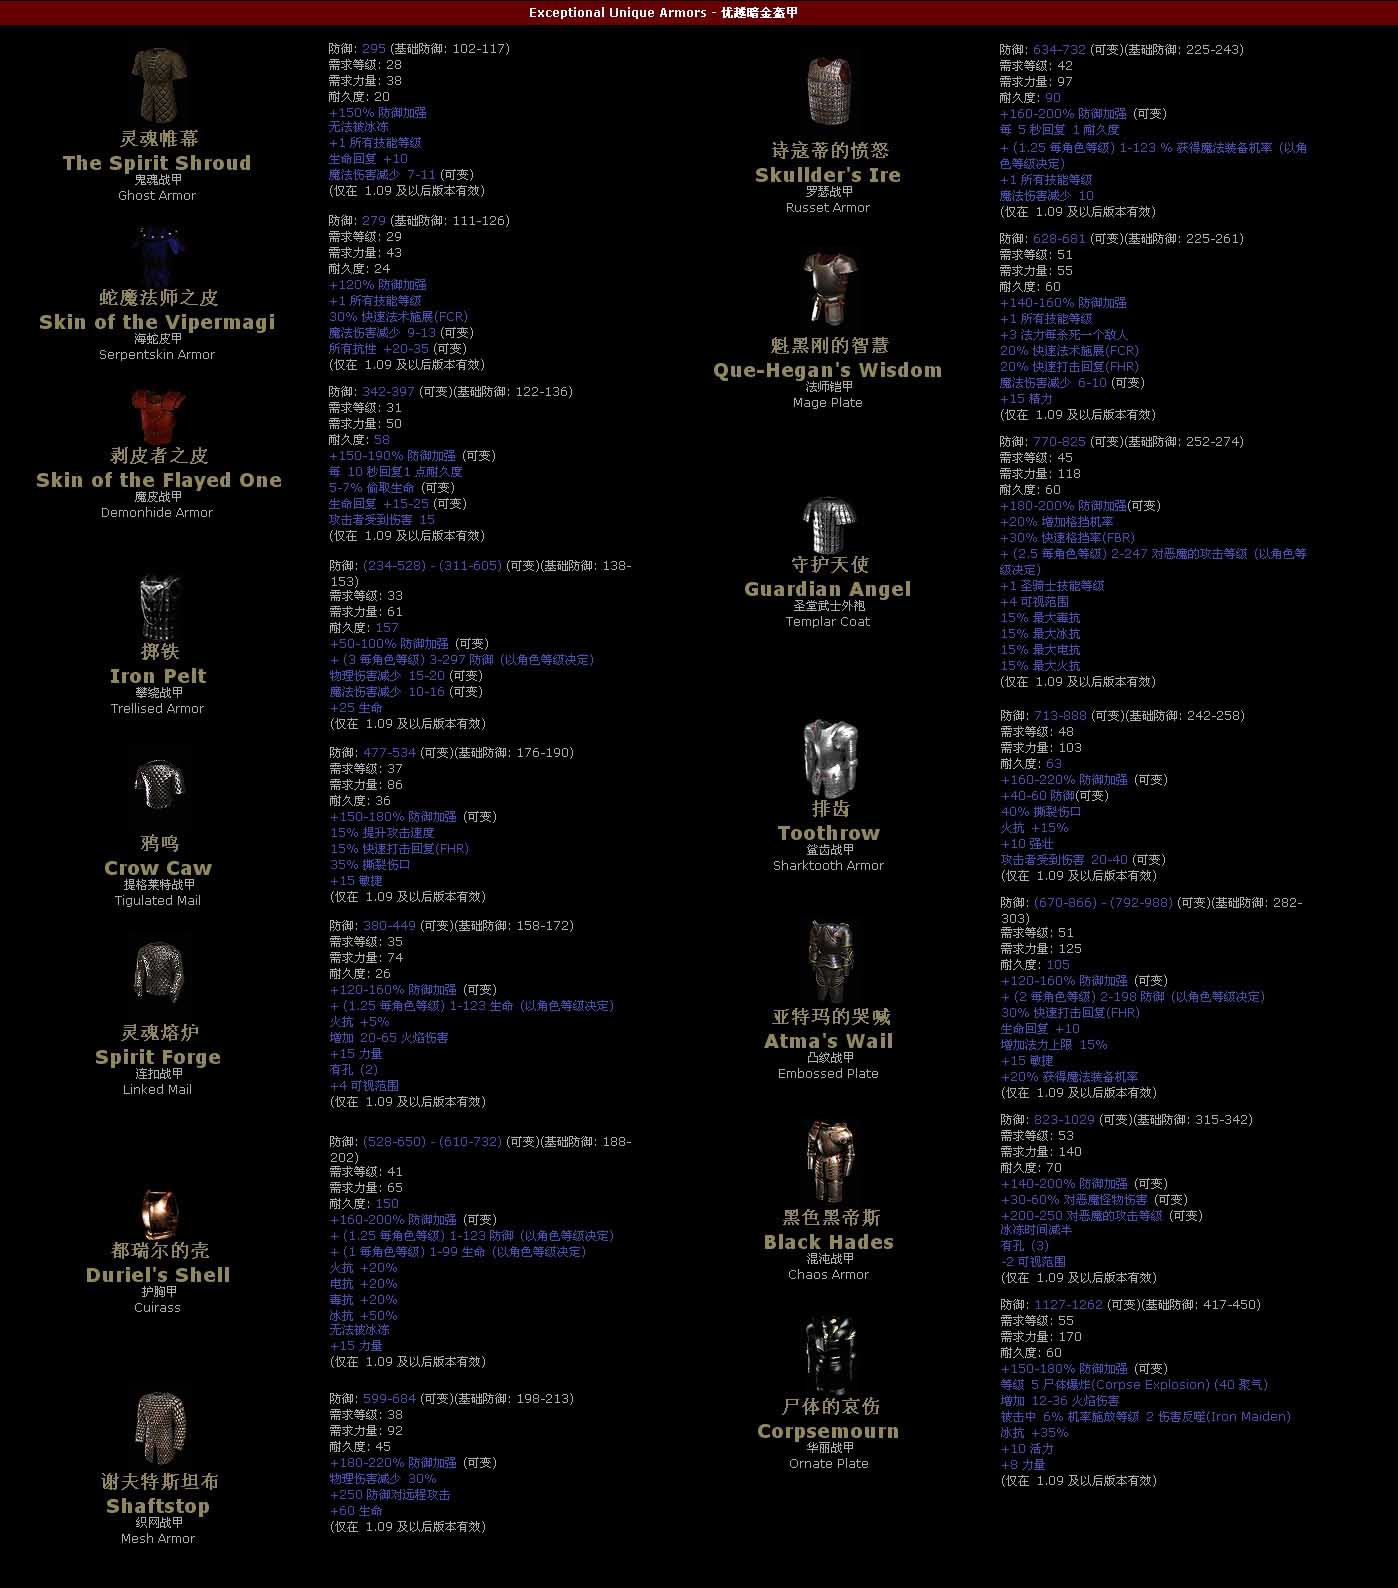 Exceptional Unique Armors - 优越暗金盔甲
灵魂帷幕
The Spirit Shroud
鬼魂战甲
Ghost Armor
防御: 295 (基础防御: 102-117)
需求等级: 28
需求力量: 38
耐久度: 20
+150% 防御加强
无法被冰冻
+1 所有技能等级
生命回复 +10
魔法伤害减少 7-11 (可变)
(仅在 1.09 及以后版本有效)
蛇魔法师之皮
Skin of the Vipermagi
海蛇皮甲
Serpentskin Armor
防御: 279 (基础防御: 111-126)
需求等级: 29
需求力量: 43
耐久度: 24
+120% 防御加强
+1 所有技能等级
30% 快速法术施展(FCR)
魔法伤害减少 9-13 (可变)
所有抗性 +20-35 (可变)
(仅在 1.09 及以后版本有效)
剥皮者之皮
Skin of the Flayed One
魔皮战甲
Demonhide Armor
防御: 342-397 (可变)(基础防御: 122-136)
需求等级: 31
需求力量: 50
耐久度: 58
+150-190% 防御加强 (可变)
每 10 秒回复1 点耐久度
5-7% 偷取生命 (可变)
生命回复 +15-25 (可变)
攻击者受到伤害 15
(仅在 1.09 及以后版本有效)
掷铁
Iron Pelt
攀绕战甲
Trellised Armor
防御: (234-528) - (311-605) (可变)(基础防御: 138-
153)
需求等级: 33
需求力量: 61
耐久度: 157
+50-100% 防御加强 (可变)
+ (3 每角色等级) 3-297 防御 (以角色等级决定)
物理伤害减少 15-20 (可变)
魔法伤害减少 10-16 (可变)
+25 生命
(仅在 1.09 及以后版本有效)
鸦鸣
Crow Caw
提格莱特战甲
Tigulated Mail
防御: 477-534 (可变)(基础防御: 176-190)
需求等级: 37
需求力量: 86
耐久度: 36
+150-180% 防御加强 (可变)
15% 提升攻击速度
15% 快速打击回复(FHR)
35% 撕裂伤口
+15 敏捷
(仅在 1.09 及以后版本有效)
灵魂熔炉
Spirit Forge
连扣战甲
Linked Mail
防御: 380-449 (可变)(基础防御: 158-172)
需求等级: 35
需求力量: 74
耐久度: 26
+120-160% 防御加强 (可变)
+ (1.25 每角色等级) 1-123 生命 (以角色等级决定)
火抗 +5%
增加 20-65 火焰伤害
+15 力量
有孔 (2)
+4 可视范围
(仅在 1.09 及以后版本有效)
都瑞尔的壳
Duriel's Shell
护胸甲
Cuirass
防御: (528-650) - (610-732) (可变)(基础防御: 188-
202)
需求等级: 41
需求力量: 65
耐久度: 150
+160-200% 防御加强 (可变)
+ (1.25 每角色等级) 1-123 防御 (以角色等级决定)
+ (1 每角色等级) 1-99 生命 (以角色等级决定)
火抗 +20%
电抗 +20%
毒抗 +20%
冰抗 +50%
无法被冰冻
+15 力量
(仅在 1.09 及以后版本有效)
谢夫特斯坦布
Shaftstop
织网战甲
Mesh Armor
防御: 599-684 (可变)(基础防御: 198-213)
需求等级: 38
需求力量: 92
耐久度: 45
+180-220% 防御加强 (可变)
物理伤害减少 30%
+250 防御对远程攻击
+60 生命
(仅在 1.09 及以后版本有效)
诗寇蒂的愤怒
Skullder's Ire
罗瑟战甲
Russet Armor
防御: 634-732 (可变)(基础防御: 225-243)
需求等级: 42
需求力量: 97
耐久度: 90
+160-200% 防御加强 (可变)
每 5 秒回复 1 耐久度
+ (1.25 每角色等级) 1-123 % 获得魔法装备机率 (以角
色等级决定)
+1 所有技能等级
魔法伤害减少 10
(仅在 1.09 及以后版本有效)
魁黑刚的智慧
Que-Hegan's Wisdom
法师铠甲
Mage Plate
防御: 628-681 (可变)(基础防御: 225-261)
需求等级: 51
需求力量: 55
耐久度: 60
+140-160% 防御加强
+1 所有技能等级
+3 法力每杀死一个敌人
20% 快速法术施展(FCR)
20% 快速打击回复(FHR)
魔法伤害减少 6-10 (可变)
+15 精力
(仅在 1.09 及以后版本有效)
守护天使
Guardian Angel
圣堂武士外袍
Templar Coat
防御: 770-825 (可变)(基础防御: 252-274)
需求等级: 45
需求力量: 118
耐久度: 60
+180-200% 防御加强(可变)
+20% 增加格挡机率
+30% 快速格挡率(FBR)
+ (2.5 每角色等级) 2-247 对恶魔的攻击等级 (以角色等
级决定)
+1 圣骑士技能等级
+4 可视范围
15% 最大毒抗
15% 最大冰抗
15% 最大电抗
15% 最大火抗
(仅在 1.09 及以后版本有效)
排齿
Toothrow
鲨齿战甲
Sharktooth Armor
防御: 713-888 (可变)(基础防御: 242-258)
需求等级: 48
需求力量: 103
耐久度: 63
+160-220% 防御加强 (可变)
+40-60 防御(可变)
40% 撕裂伤口
火抗 +15%
+10 强壮
攻击者受到伤害 20-40 (可变)
(仅在 1.09 及以后版本有效)
亚特玛的哭喊
Atma's Wail
凸纹战甲
Embossed Plate
防御: (670-866) - (792-988) (可变)(基础防御: 282-
303)
需求等级: 51
需求力量: 125
耐久度: 105
+120-160% 防御加强 (可变)
+ (2 每角色等级) 2-198 防御 (以角色等级决定)
30% 快速打击回复(FHR)
生命回复 +10
增加法力上限 15%
+15 敏捷
+20% 获得魔法装备机率
(仅在 1.09 及以后版本有效)
黑色黑帝斯
Black Hades
混沌战甲
Chaos Armor
防御: 823-1029 (可变)(基础防御: 315-342)
需求等级: 53
需求力量: 140
耐久度: 70
+140-200% 防御加强 (可变)
+30-60% 对恶魔怪物伤害 (可变)
+200-250 对恶魔的攻击等级 (可变)
冰冻时间减半
有孔 (3)
-2 可视范围
(仅在 1.09 及以后版本有效)
尸体的哀伤
Corpsemourn
华丽战甲
Ornate Plate
防御: 1127-1262 (可变)(基础防御: 417-450)
需求等级: 55
需求力量: 170
耐久度: 60
+150-180% 防御加强 (可变)
等级 5 尸体爆炸(Corpse Explosion) (40 聚气)
增加 12-36 火焰伤害
被击中 6% 机率施放等级 2 伤害反噬(Iron Maiden)
冰抗 +35%
+10 活力
+8 力量
(仅在 1.09 及以后版本有效)